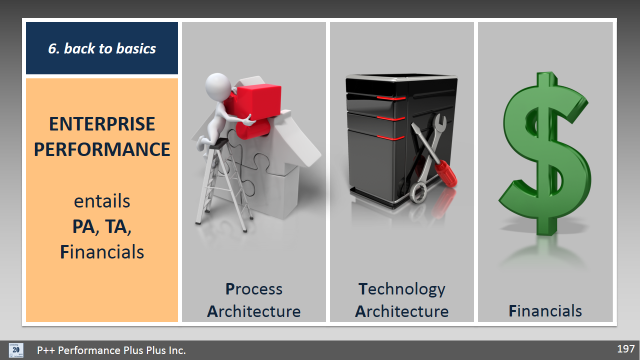 6. back to basics
ENTERPRISE
PERFORMANCE
entails
PA, TA,
Financials
Process
Architecture
Technology
Architecture
Financials
20
P++ Performance Plus Plus Inc.
197